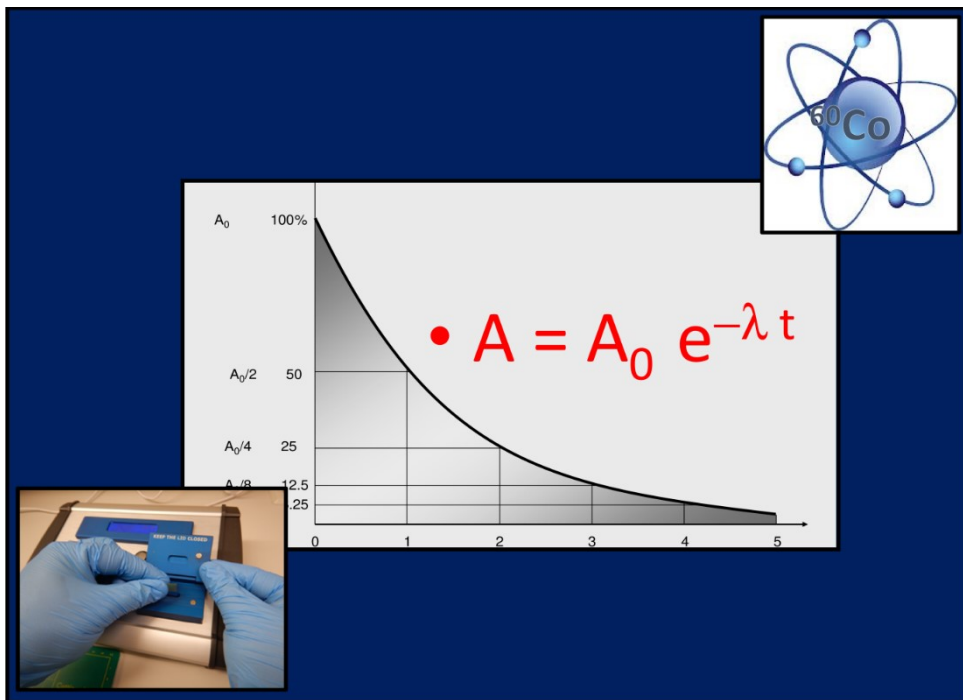 ⁶⁰Co
A₀ 100%
• A = A₀ e⁻λ ᵗ
A₀/2 50
A₀/4 25
12.5
.25
KEEP THE LID CLOSED
0 1 2 3 4 5